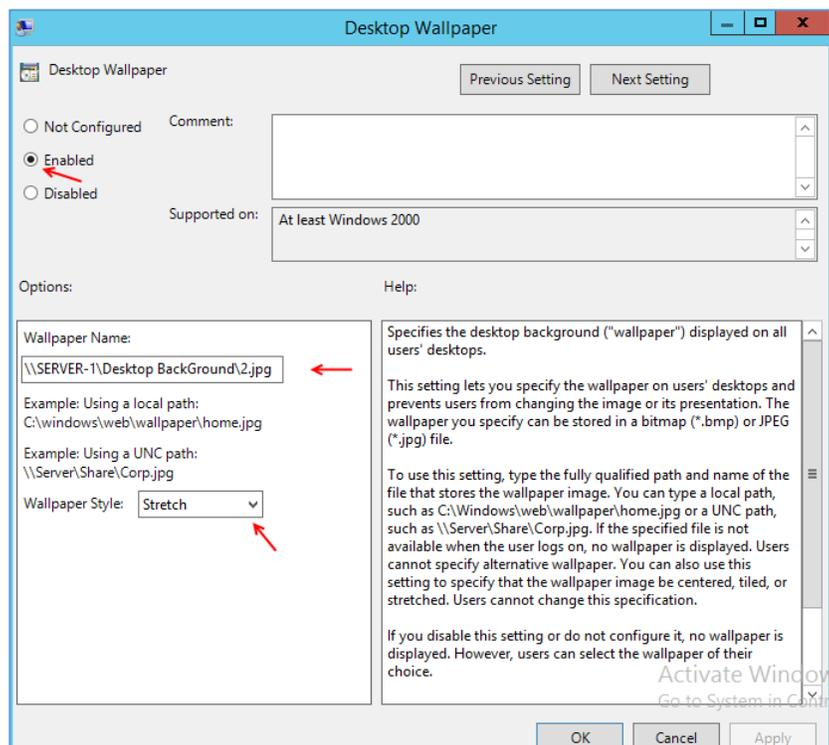 Desktop Wallpaper
Desktop Wallpaper
Previous Setting
Next Setting
Not Configured
Comment:
Enabled
Disabled
Supported on:
At least Windows 2000
Options:
Help:
Wallpaper Name:
\\SERVER-1\Desktop BackGround\2.jpg
Example: Using a local path:
C:\windows\web\wallpaper\home.jpg
Example: Using a UNC path:
\\Server\Share\Corp.jpg
Wallpaper Style:
Stretch
Specifies the desktop background ("wallpaper") displayed on all
users' desktops.
This setting lets you specify the wallpaper on users' desktops and
prevents users from changing the image or its presentation. The
wallpaper you specify can be stored in a bitmap (*.bmp) or JPEG
(*.jpg) file.
To use this setting, type the fully qualified path and name of the
file that stores the wallpaper image. You can type a local path,
such as C:\Windows\web\wallpaper\home.jpg or a UNC path,
such as \\Server\Share\Corp.jpg. If the specified file is not
available when the user logs on, no wallpaper is displayed. Users
cannot specify alternative wallpaper. You can also use this
setting to specify that the wallpaper image be centered, tiled, or
stretched. Users cannot change this specification.
If you disable this setting or do not configure it, no wallpaper is
displayed. However, users can select the wallpaper of their
choice.
Activate Window
Go to System in Contr
OK
Cancel
Apply